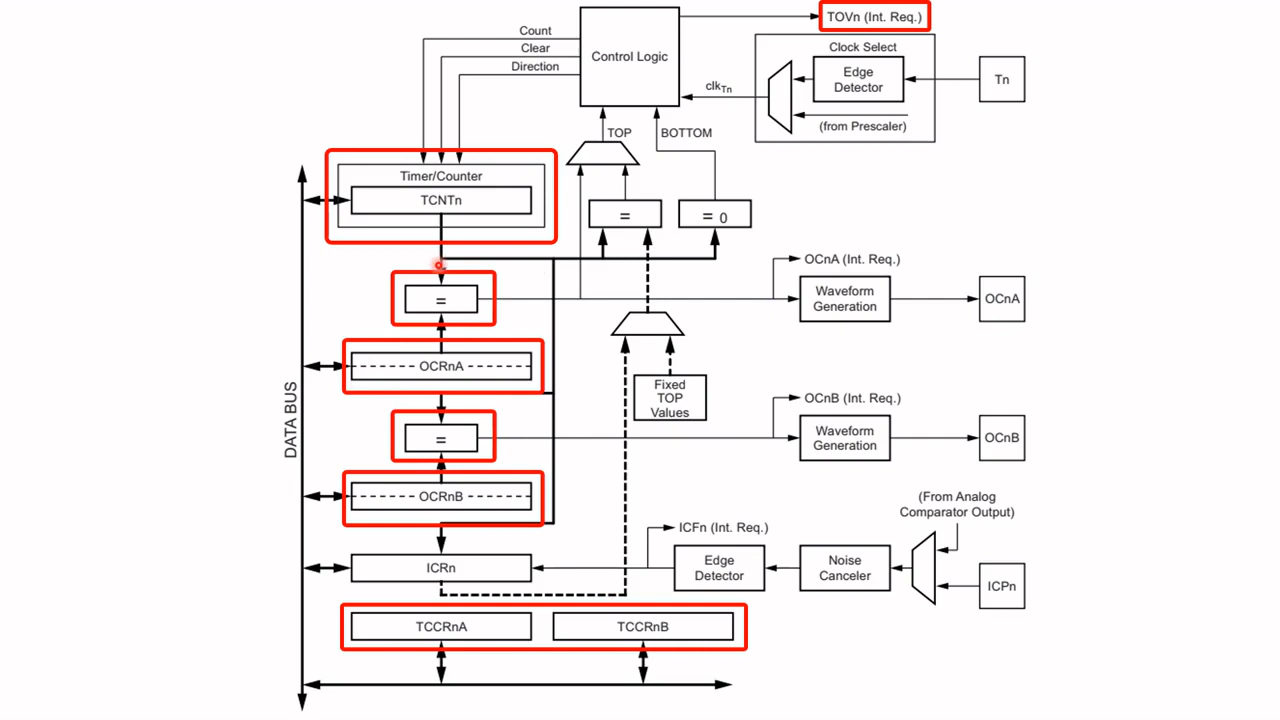 TOVn (Int. Req.)
Count
Clear
Direction
Control Logic
Clock Select
Edge
Detector
Tn
clkTn
(from Prescaler)
TOP
BOTTOM
Timer/Counter
TCNTn
=
= 0
OCnA (Int. Req.)
=
Waveform
Generation
OCnA
OCRnA
Fixed
TOP
Values
DATA BUS
OCnB (Int. Req.)
=
Waveform
Generation
OCnB
OCRnB
(From Analog
Comparator Output)
ICFn (Int. Req.)
ICRn
Edge
Detector
Noise
Canceler
ICPn
TCCRnA
TCCRnB